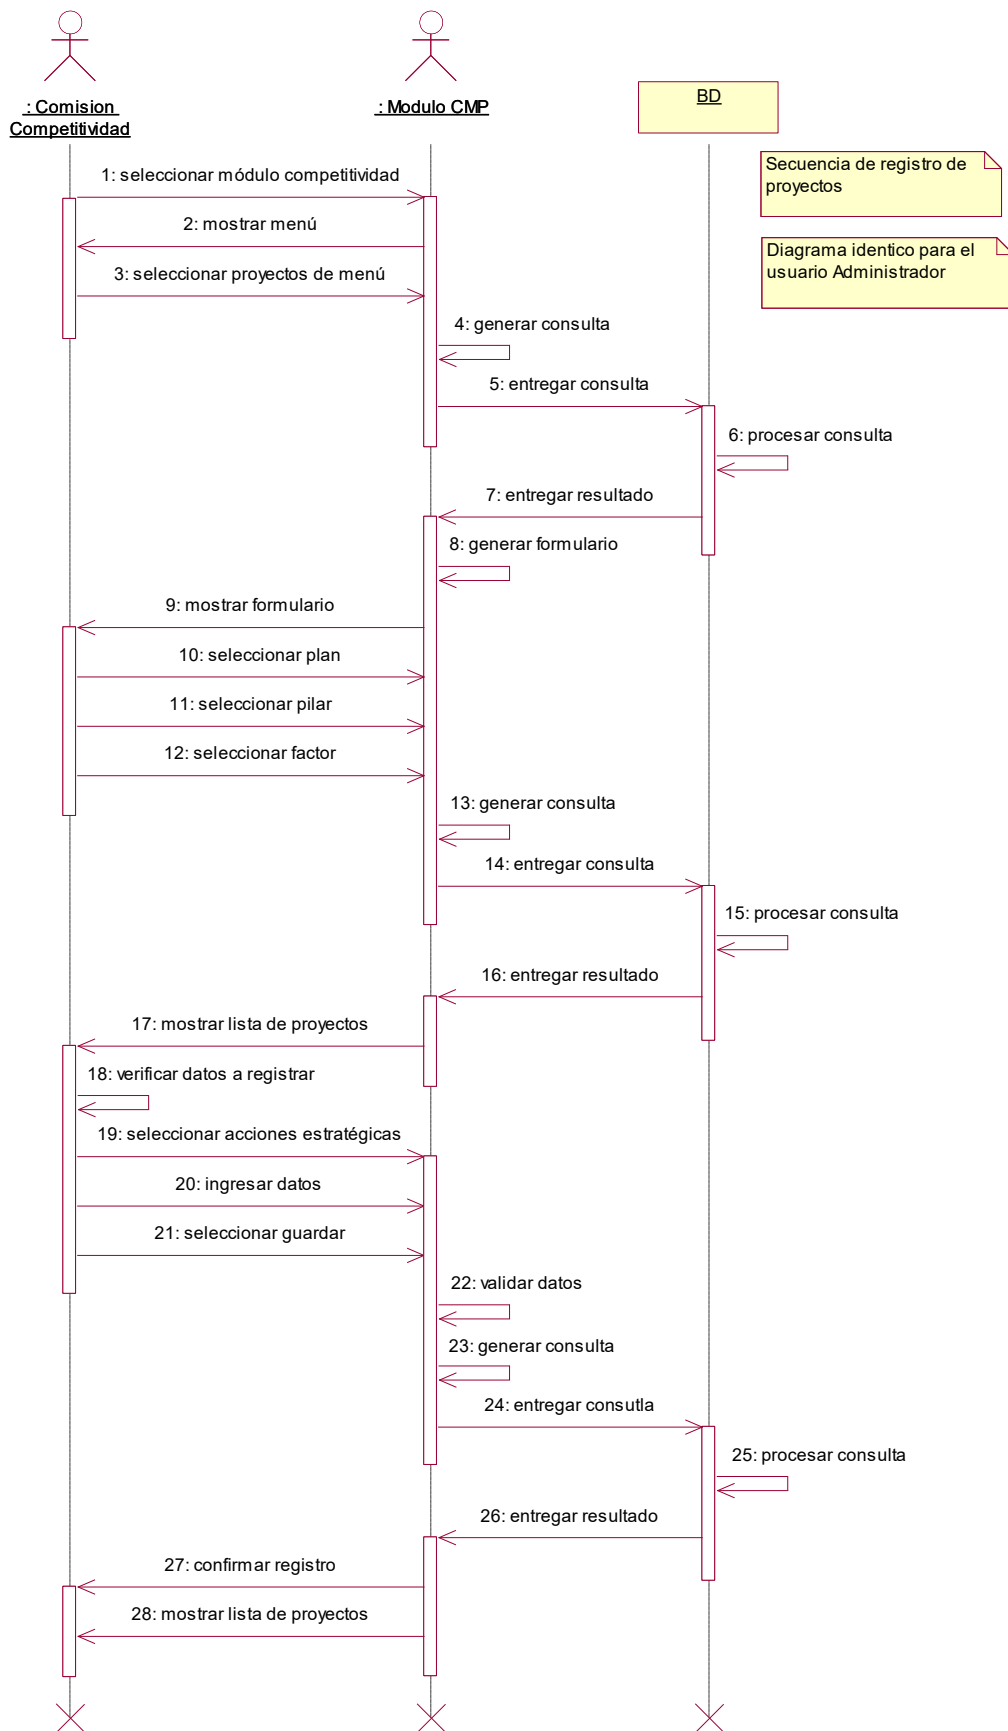 : Comision
Competitividad
: Modulo CMP
BD
Secuencia de registro de
proyectos
Diagrama identico para el
usuario Administrador
1: seleccionar módulo competitividad
2: mostrar menú
3: seleccionar proyectos de menú
4: generar consulta
5: entregar consulta
6: procesar consulta
7: entregar resultado
8: generar formulario
9: mostrar formulario
10: seleccionar plan
11: seleccionar pilar
12: seleccionar factor
13: generar consulta
14: entregar consulta
15: procesar consulta
16: entregar resultado
17: mostrar lista de proyectos
18: verificar datos a registrar
19: seleccionar acciones estratégicas
20: ingresar datos
21: seleccionar guardar
22: validar datos
23: generar consulta
24: entregar consutla
25: procesar consulta
26: entregar resultado
27: confirmar registro
28: mostrar lista de proyectos